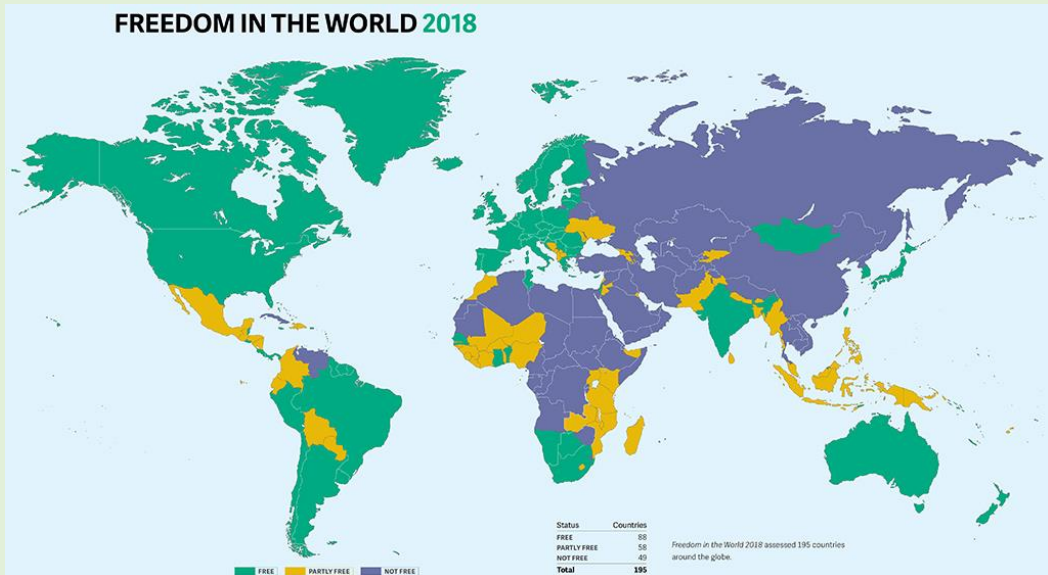 FREEDOM IN THE WORLD 2018
Status Countries
FREE 88
PARTLY FREE 58
NOT FREE 49
Total 195
Freedom in the World 2018 assessed 195 countries
around the globe.
FREE PARTLY FREE NOT FREE